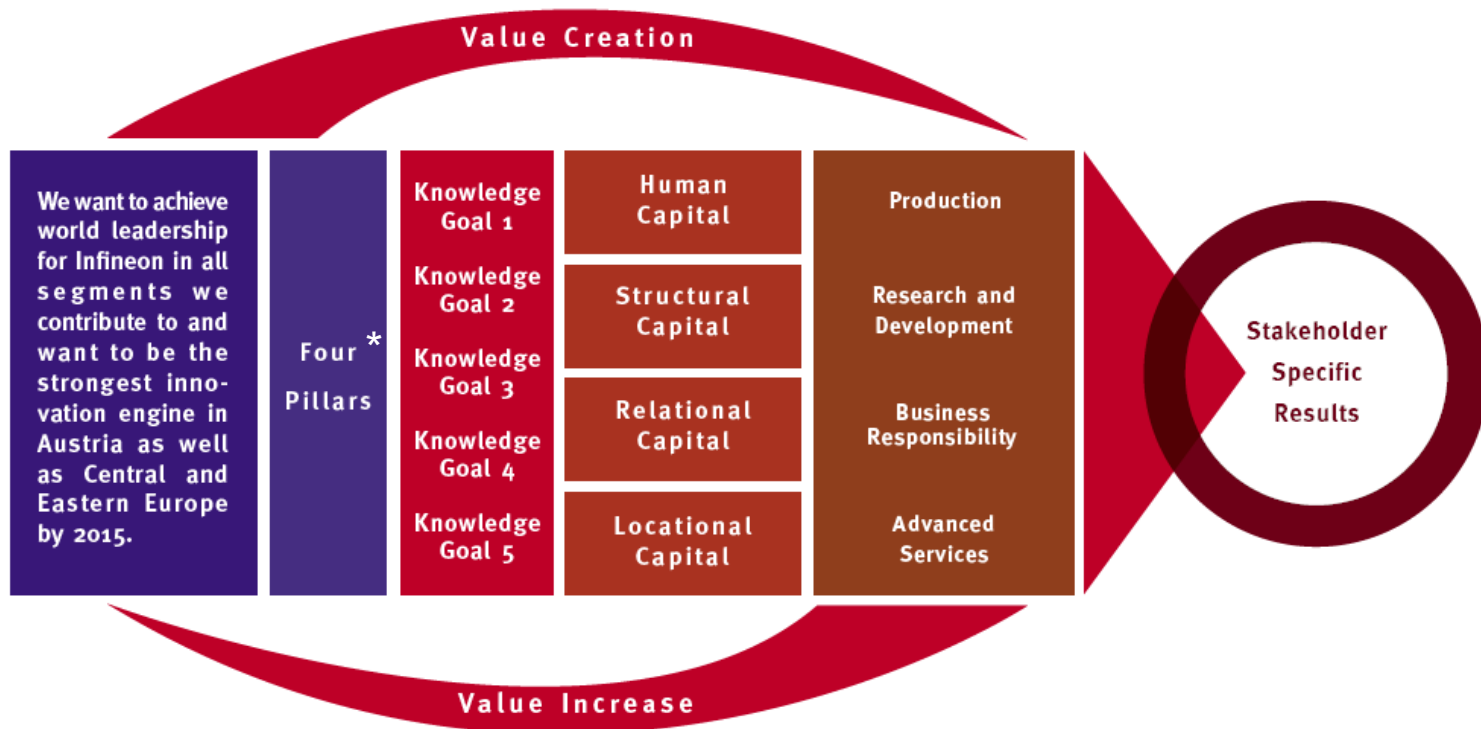 Value Creation
We want to achieve
world leadership
for Infineon in all
segments we
contribute to and
want to be the
strongest inno-
vation engine in
Austria as well
as Central and
Eastern Europe
by 2015.
Four *
Pillars
Knowledge
Goal 1
Knowledge
Goal 2
Knowledge
Goal 3
Knowledge
Goal 4
Knowledge
Goal 5
Human
Capital
Structural
Capital
Relational
Capital
Locational
Capital
Production
Research and
Development
Business
Responsibility
Advanced
Services
Stakeholder
Specific
Results
Value Increase